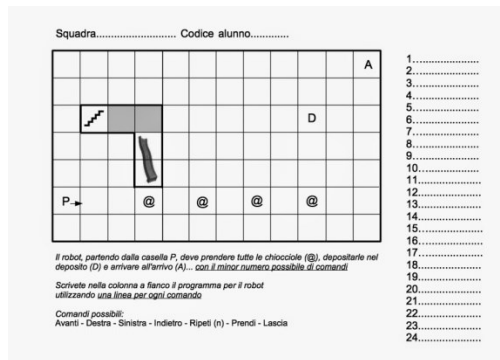 Squadra.......................... Codice alunno.............
A
D
P
@ @ @ @
Il robot, partendo dalla casella P, deve prendere tutte le chiocciole (@), depositarle nel
deposito (D) e arrivare all'arrivo (A)... con il minor numero possibile di comandi
Scrivete nella colonna a fianco il programma per il robot
utilizzando una linea per ogni comando
Comandi possibili:
Avanti - Destra - Sinistra - Indietro - Ripeti (n) - Prendi - Lascia
1......................
2......................
3......................
4......................
5......................
6......................
7......................
8......................
9......................
10......................
11......................
12......................
13......................
14......................
15......................
16......................
17......................
18......................
19......................
20......................
21......................
22......................
23......................
24......................